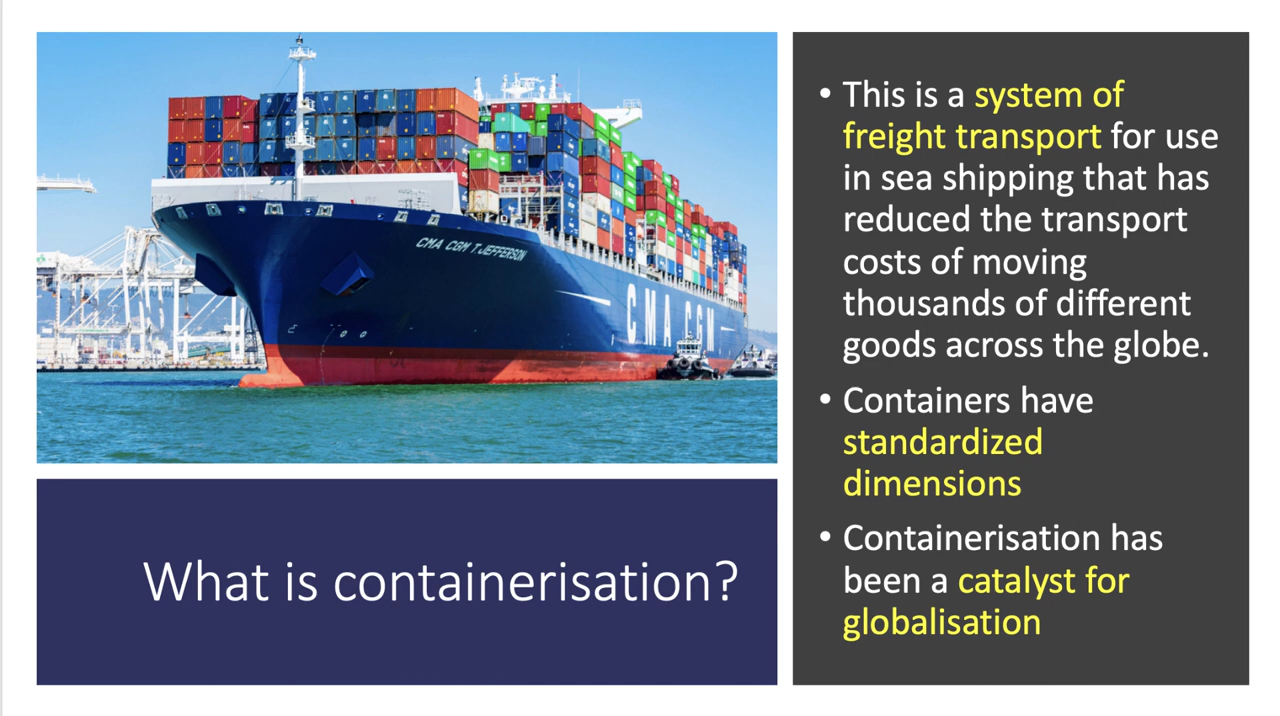 CMA CGM T.JEFFERSON
CMA CGM
What is containerisation?
• This is a system of
freight transport for use
in sea shipping that has
reduced the transport
costs of moving
thousands of different
goods across the globe.
• Containers have
standardized
dimensions
• Containerisation has
been a catalyst for
globalisation